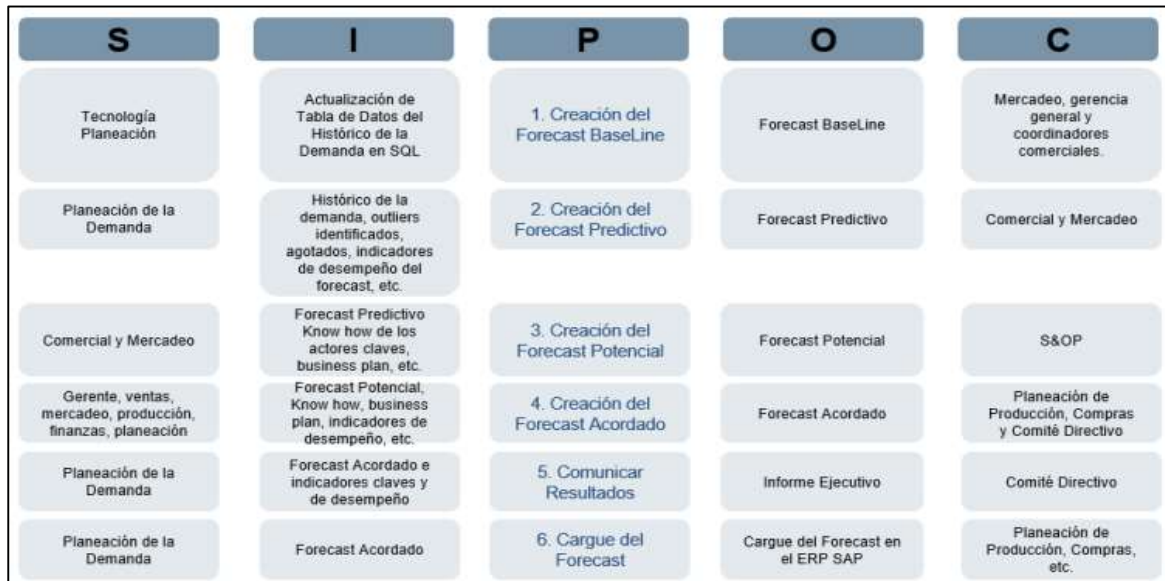 S
I
P
O
C
Tecnología
Planeación
Actualización de
Tabla de Datos del
Histórico de la
Demanda en SQL
1. Creación del
Forecast BaseLine
Forecast BaseLine
Mercadeo, gerencia
general y
coordinadores
comerciales.
Planeación de la
Demanda
Histórico de la
demanda, outliers
identificados,
agotados, indicadores
de desempeño del
forecast, etc.
2. Creación del
Forecast Predictivo
Forecast Predictivo
Comercial y Mercadeo
Comercial y Mercadeo
Forecast Predictivo
Know how de los
actores claves,
business plan, etc.
3. Creación del
Forecast Potencial
Forecast Potencial
S&OP
Gerente, ventas,
mercadeo, producción,
finanzas, planeación
Forecast Potencial,
Know how, business
plan, indicadores de
desempeño, etc.
4. Creación del
Forecast Acordado
Forecast Acordado
Planeación de
Producción, Compras
y Comité Directivo
Planeación de la
Demanda
Forecast Acordado e
indicadores claves y
de desempeño
5. Comunicar
Resultados
Informe Ejecutivo
Comité Directivo
Planeación de la
Demanda
Forecast Acordado
6. Cargue del
Forecast
Cargue del Forecast en
el ERP SAP
Planeación de
Producción, Compras,
etc.